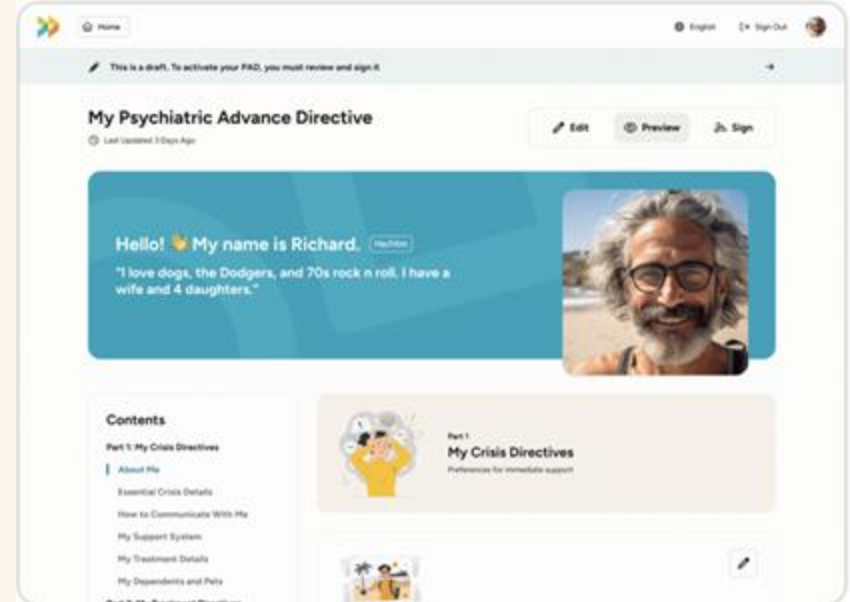 Home
English
Sign Out
This is a draft. To activate your PAD, you must review and sign it
My Psychiatric Advance Directive
Last Updated 3 Days Ago
Edit
Preview
Sign
Hello! 👋 My name is Richard.
He/Him
"I love dogs, the Dodgers, and 70s rock n roll. I have a
wife and 4 daughters."
Contents
Part 1: My Crisis Directives
About Me
Essential Crisis Details
How to Communicate With Me
My Support System
My Treatment Details
My Dependents and Pets
Part 1
My Crisis Directives
Preferences for immediate support